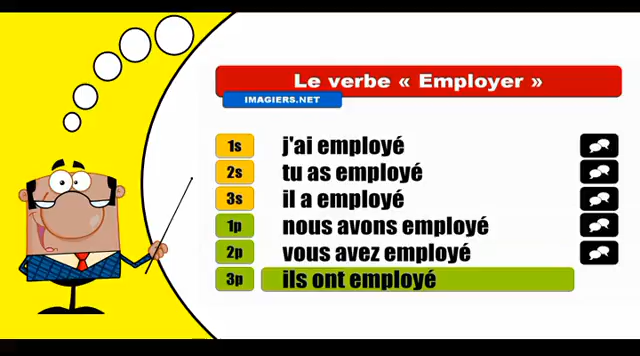 Le verbe « Employer »
IMAGIERS.NET
1s j'ai employé
2s tu as employé
3s il a employé
1p nous avons employé
2p vous avez employé
3p ils ont employé